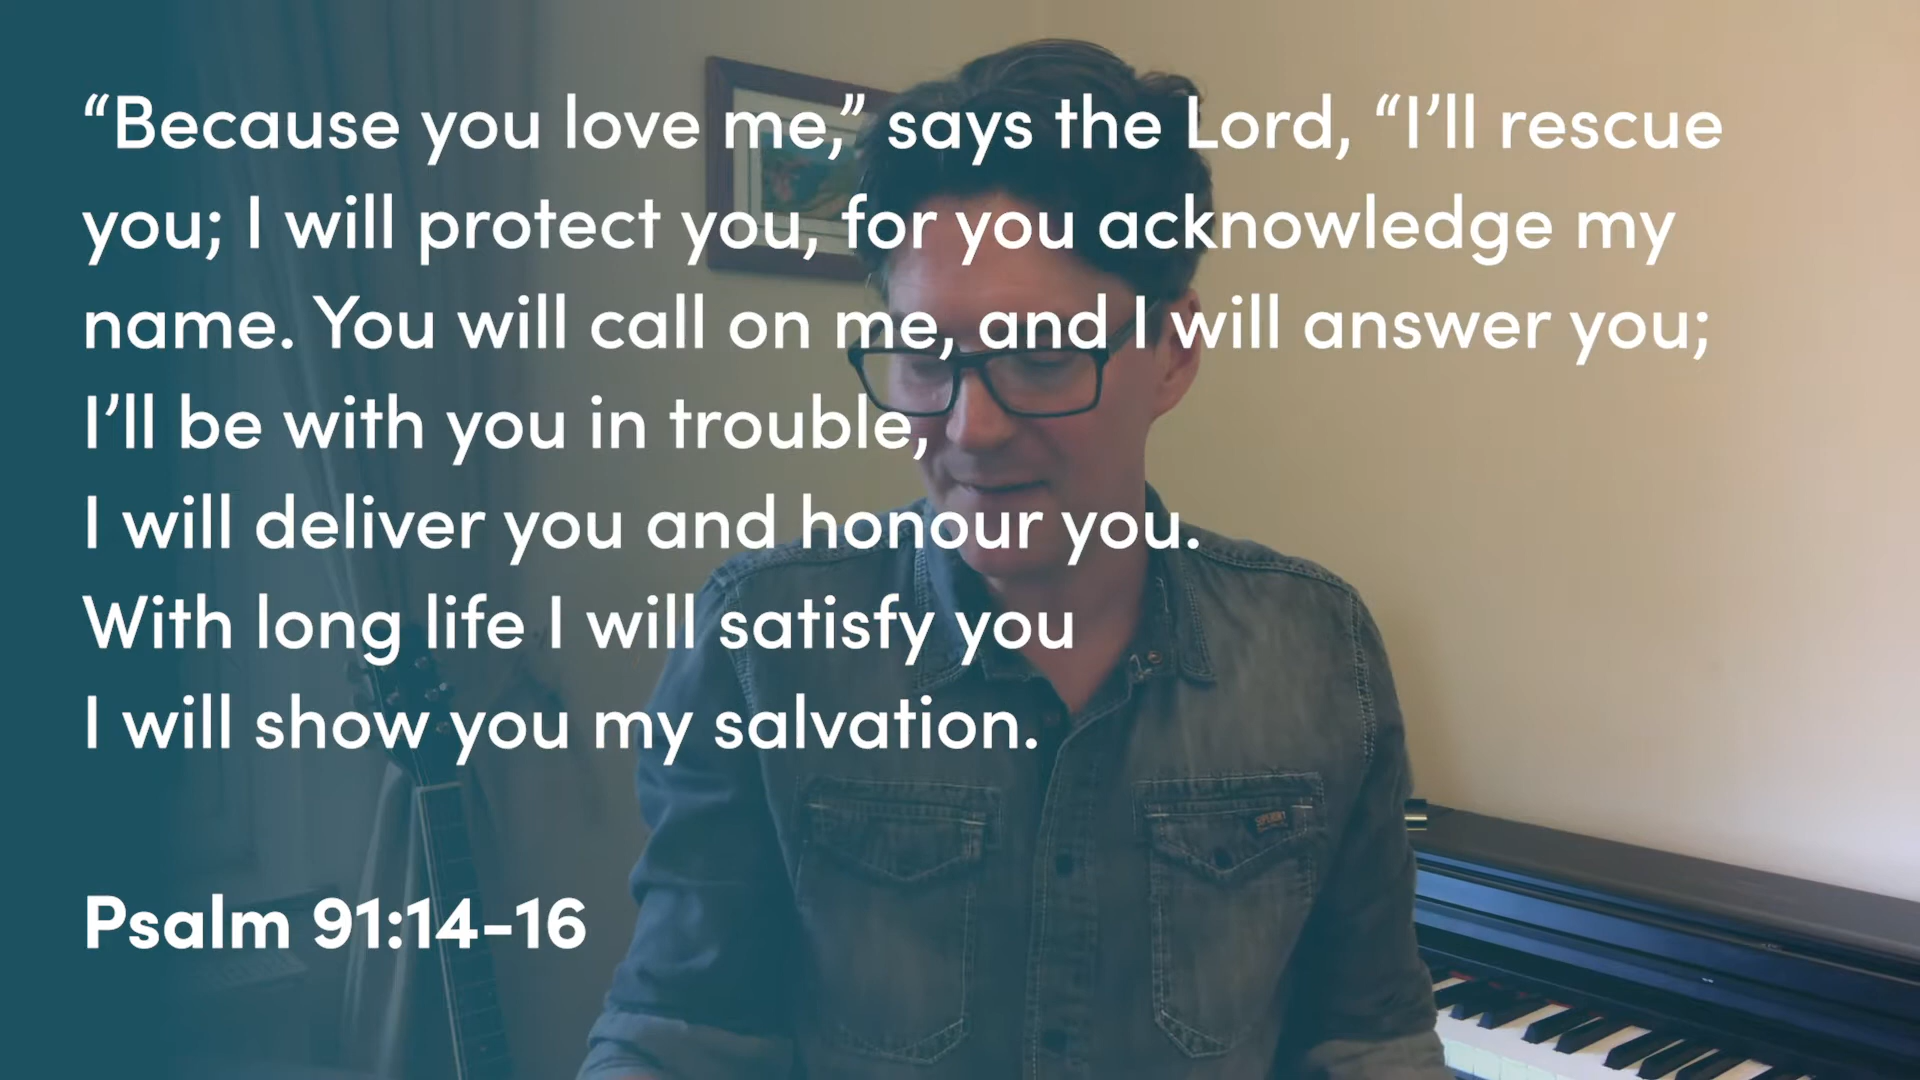 “Because you love me,” says the Lord, “I’ll rescue
you; I will protect you, for you acknowledge my
name. You will call on me, and I will answer you;
I’ll be with you in trouble,
I will deliver you and honour you.
With long life I will satisfy you
I will show you my salvation.
Psalm 91:14-16